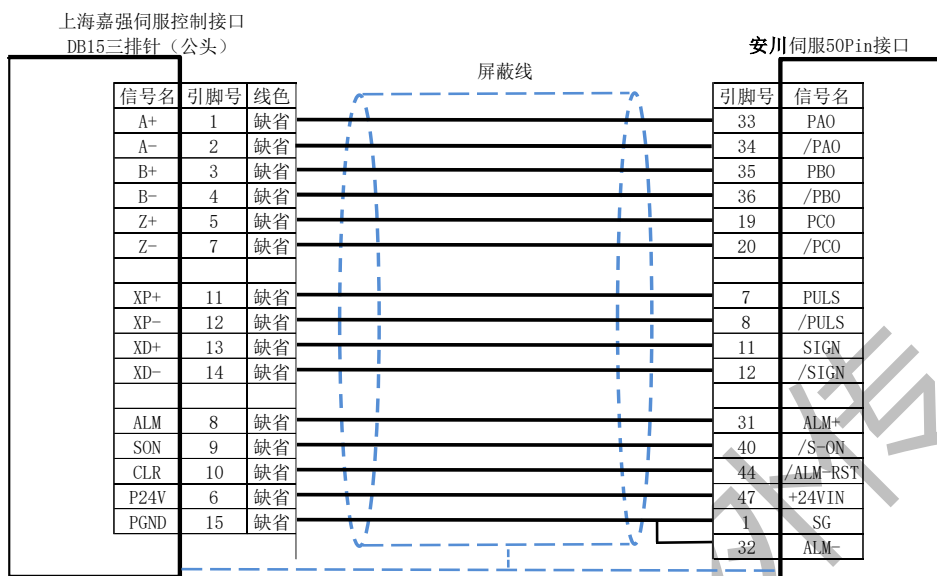 上海嘉强伺服控制接口
DB15三排针（公头）
安川伺服50Pin接口
屏蔽线
信号名 引脚号 线色 引脚号 信号名
A+ 1 缺省 33 PAO
A- 2 缺省 34 /PAO
B+ 3 缺省 35 PBO
B- 4 缺省 36 /PBO
Z+ 5 缺省 19 PCO
Z- 7 缺省 20 /PCO
XP+ 11 缺省 7 PULS
XP- 12 缺省 8 /PULS
XD+ 13 缺省 11 SIGN
XD- 14 缺省 12 /SIGN
ALM 8 缺省 31 ALM+
SON 9 缺省 40 /S-ON
CLR 10 缺省 44 /ALM-RST
P24V 6 缺省 47 +24VIN
PGND 15 缺省 1 SG
32 ALM-
外传